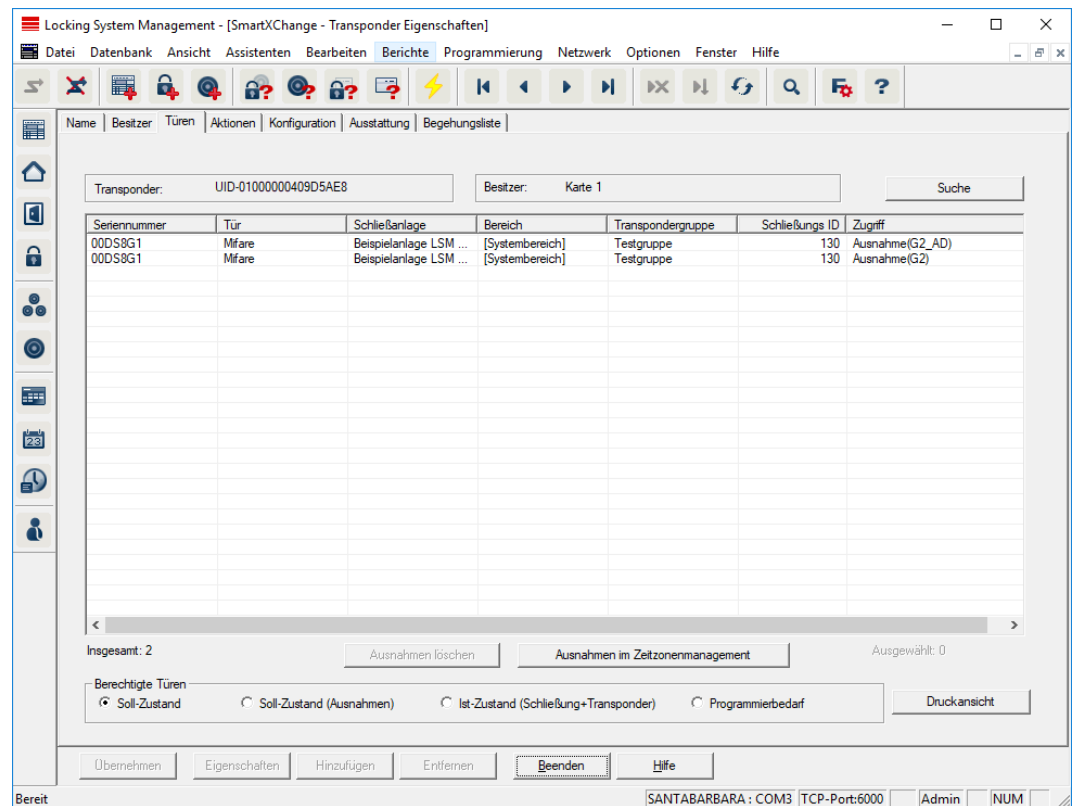 Locking System Management - [SmartXChange - Transponder Eigenschaften]
Datei Datenbank Ansicht Assistenten Bearbeiten Berichte Programmierung Netzwerk Optionen Fenster Hilfe
Name Besitzer Türen Aktionen Konfiguration Ausstattung Begehungsliste
Transponder: UID-01000000409D5AE8 Besitzer: Karte 1 Suche
Seriennummer Tür Schließanlage Bereich Transpondergruppe Schließungs ID Zugriff
00DS8G1 Mifare Beispielanlage LSM ... [Systembereich] Testgruppe 130 Ausnahme(G2_AD)
00DS8G1 Mifare Beispielanlage LSM ... [Systembereich] Testgruppe 130 Ausnahme(G2)
23
Insgesamt: 2 Ausnahmen löschen Ausnahmen im Zeitzonenmanagement Ausgewählt: 0
Berechtigte Türen
Soll-Zustand Soll-Zustand (Ausnahmen) Ist-Zustand (Schließung+Transponder) Programmierbedarf Druckansicht
Übernehmen Eigenschaften Hinzufügen Entfernen Beenden Hilfe
Bereit SANTABARBARA : COM3 TCP-Port:6000 Admin NUM